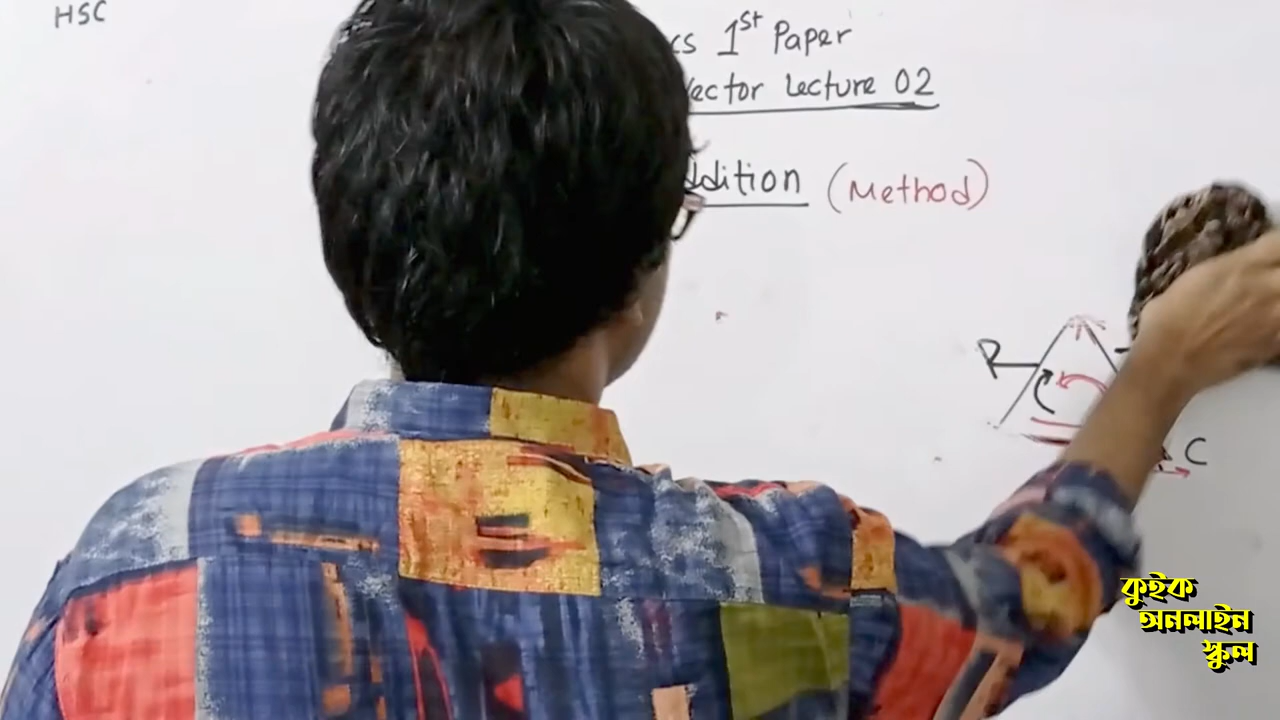 HSC
cs 1st Paper
Vector Lecture 02
ddition (Method)
R
C
কুইক
অনলাইন
স্কুল